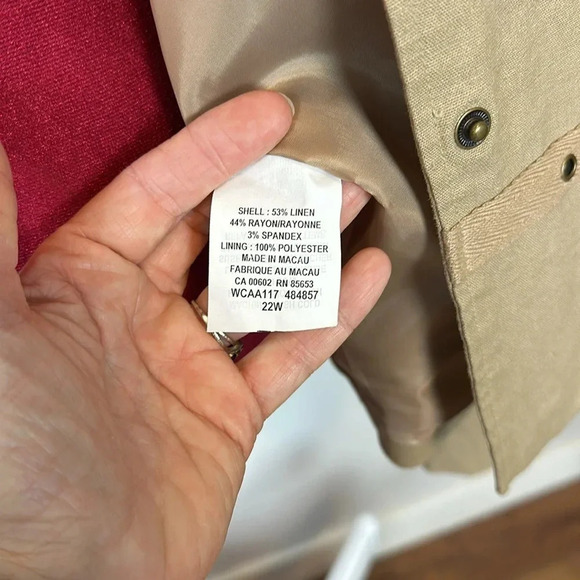 SHELL : 53% LINEN
44% RAYON/RAYONNE
3% SPANDEX
LINING : 100% POLYESTER
MADE IN MACAU
FABRIQUE AU MACAU
CA 00602 RN 85653
WCAA117 484857
22W